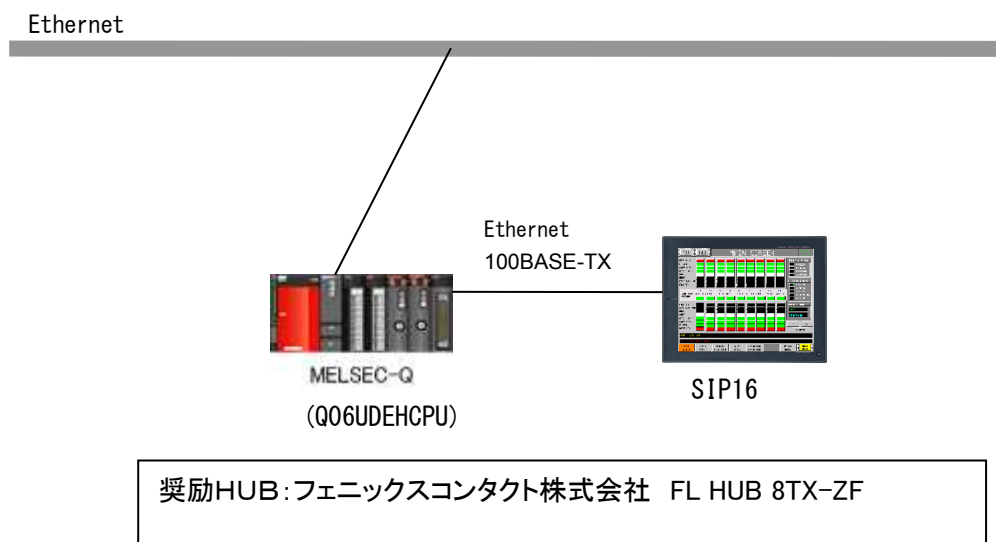 Ethernet
Ethernet
100BASE-TX
MELSEC-Q
(Q06UDEHCPU)
SIP16
奨励HUB:フェニックスコンタクト株式会社 FL HUB 8TX-ZF